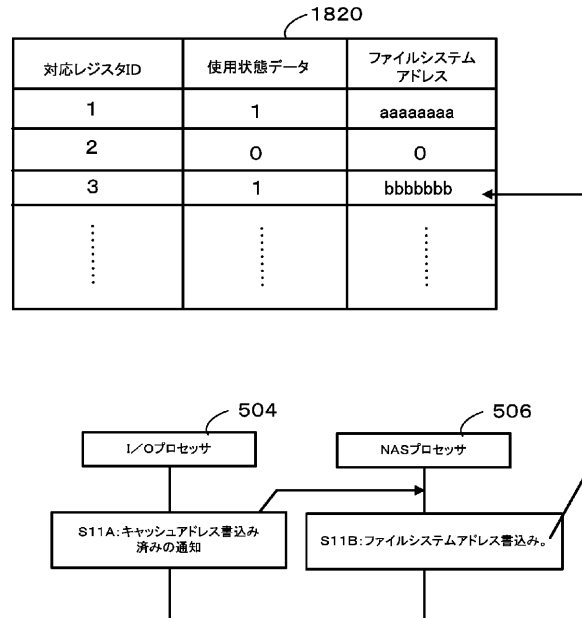 1820
対応レジスタID 使用状態データ ファイルシステム
アドレス
1 1 aaaaaaaa
2 0 0
3 1 bbbbbbb
504
506
I/Oプロセッサ
NASプロセッサ
S11A:キャッシュアドレス書込み
済みの通知
S11B:ファイルシステムアドレス書込み。